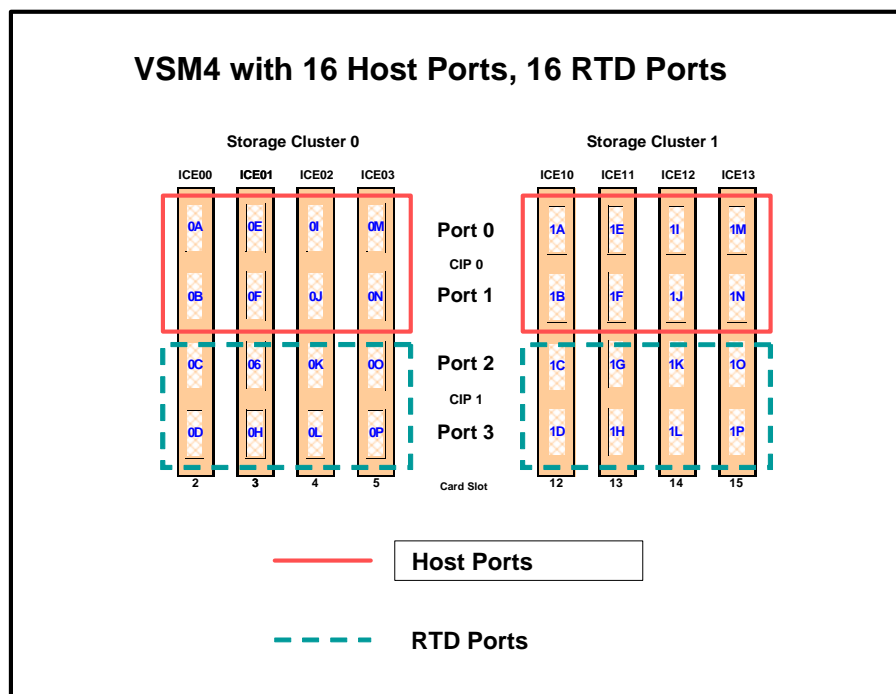 VSM4 with 16 Host Ports, 16 RTD Ports
Storage Cluster 0 Storage Cluster 1
ICE00 ICE01 ICE02 ICE03 ICE10 ICE11 ICE12 ICE13
0A 0E 0I 0M Port 0 1A 1E 1I 1M
CIP 0
0B 0F 0J 0N Port 1 1B 1F 1J 1N
0C 06 0K 0O Port 2 1C 1G 1K 1O
CIP 1
0D 0H 0L 0P Port 3 1D 1H 1L 1P
2 3 4 5 Card Slot 12 13 14 15
Host Ports
RTD Ports